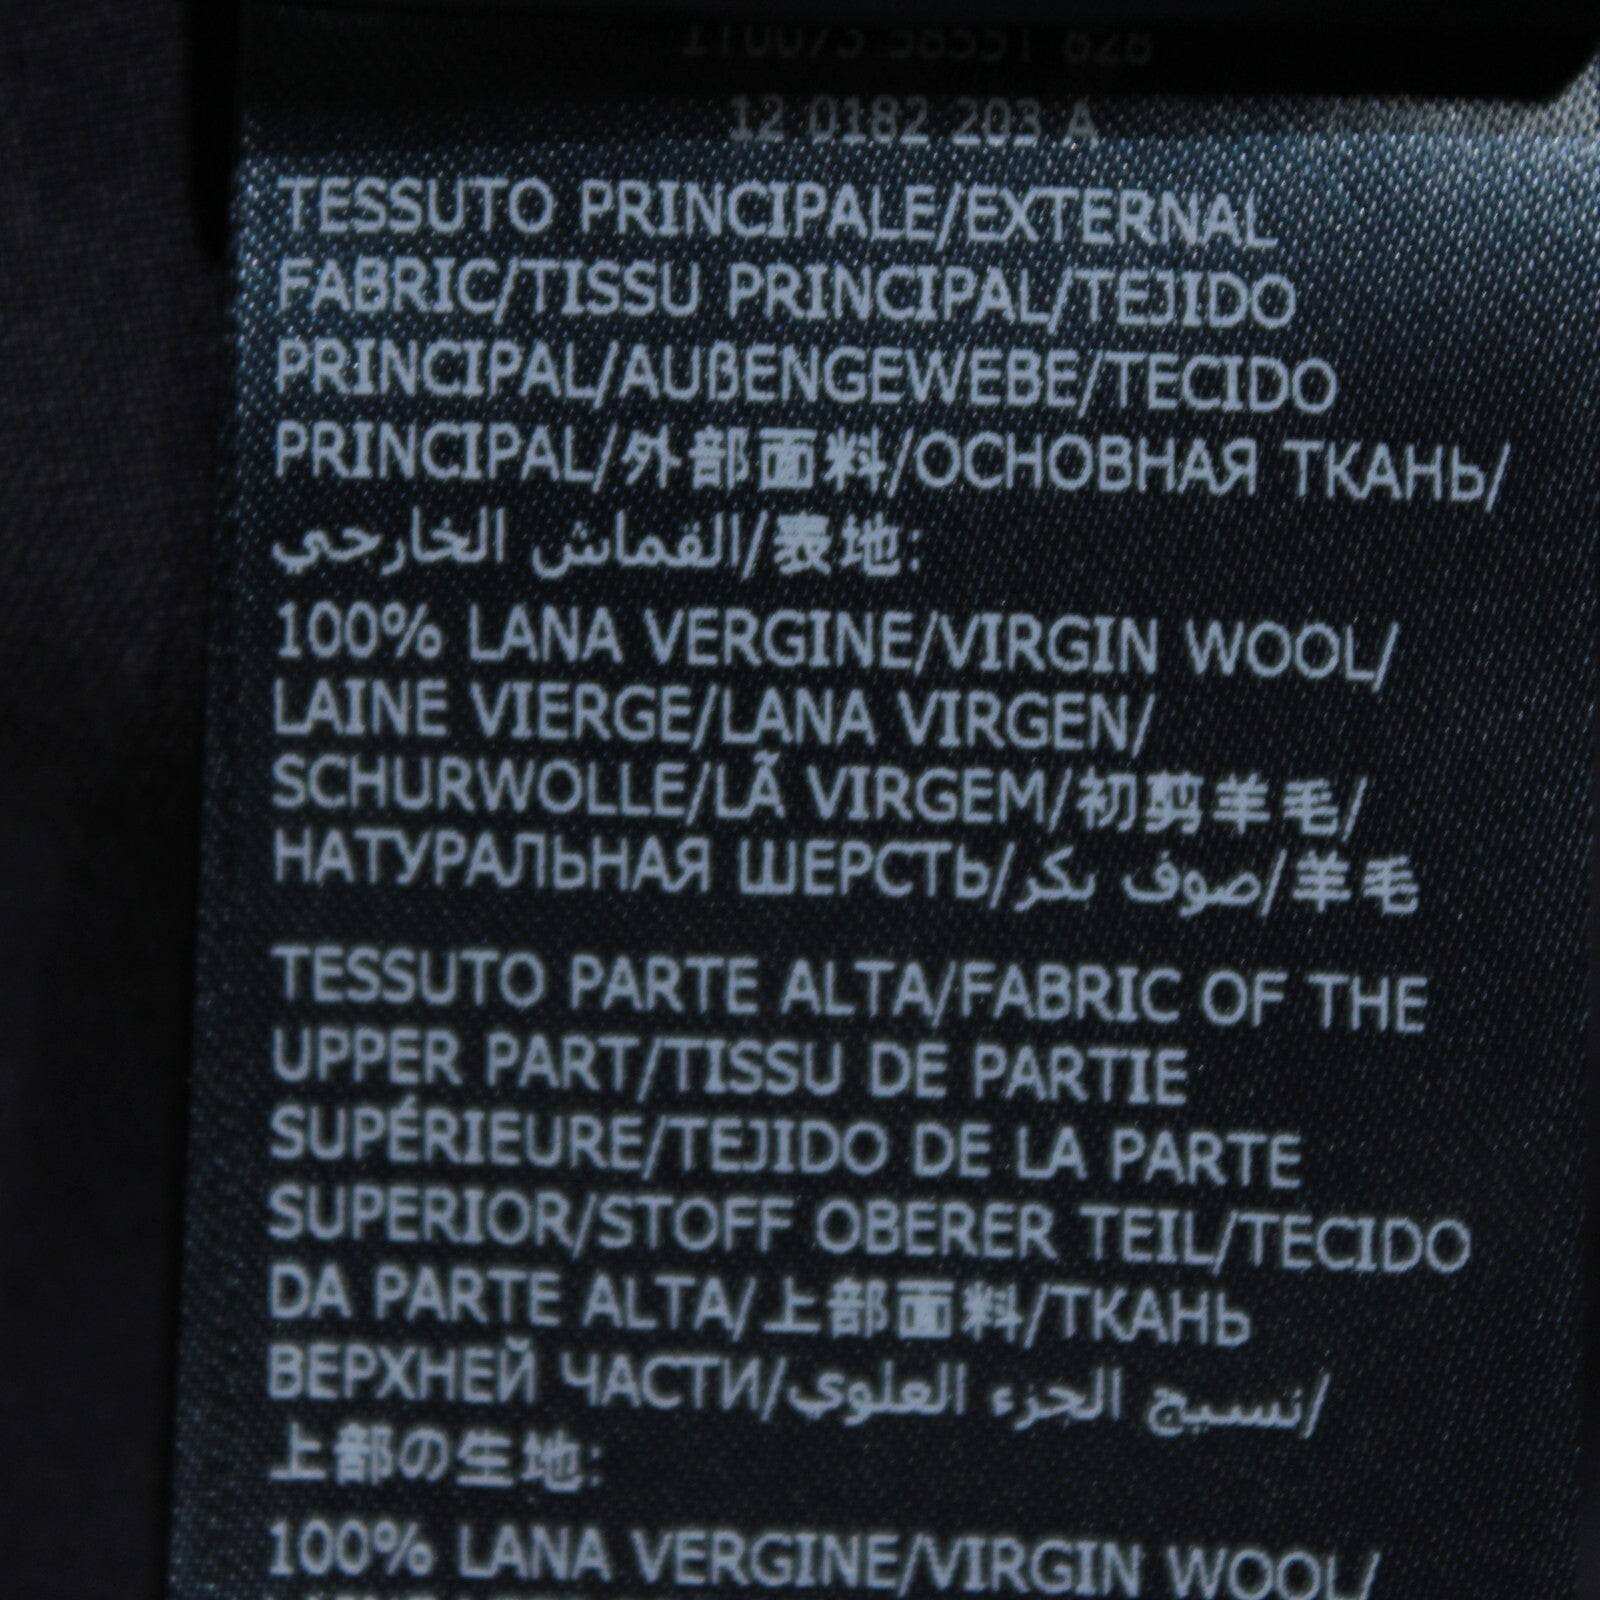 12 0182 203 A
TESSUTO PRINCIPALE/EXTERNAL
FABRIC/TISSU PRINCIPAL/TEJIDO
PRINCIPAL/AUßENGEWEBE/TECIDO
PRINCIPAL/外部面料/ОСНОВНАЯ ТКАНЬ/
القماش الخارجي/表地:
100% LANA VERGINE/VIRGIN WOOL/
LAINE VIERGE/LANA VIRGEN/
SCHURWOLLE/LÃ VIRGEM/初剪羊毛/
НАТУРАЛЬНАЯ ШЕРСТЬ/صوف بكر/羊毛
TESSUTO PARTE ALTA/FABRIC OF THE
UPPER PART/TISSU DE PARTIE
SUPÉRIEURE/TEJIDO DE LA PARTE
SUPERIOR/STOFF OBERER TEIL/TECIDO
DA PARTE ALTA/上部面料/ТКАНЬ
ВЕРХНЕЙ ЧАСТИ/نسيج الجزء العلوي/
上部の生地:
100% LANA VERGINE/VIRGIN WOOL/